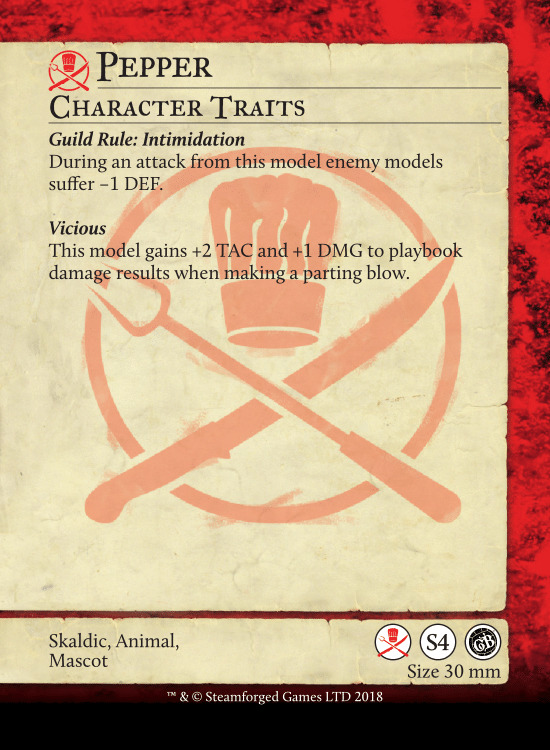 Pepper
Character Traits
Guild Rule: Intimidation
During an attack from this model enemy models
suffer −1 DEF.
Vicious
This model gains +2 TAC and +1 DMG to playbook
damage results when making a parting blow.
Skaldic, Animal,
Mascot
S4
GB
Size 30 mm
™ & © Steamforged Games LTD 2018